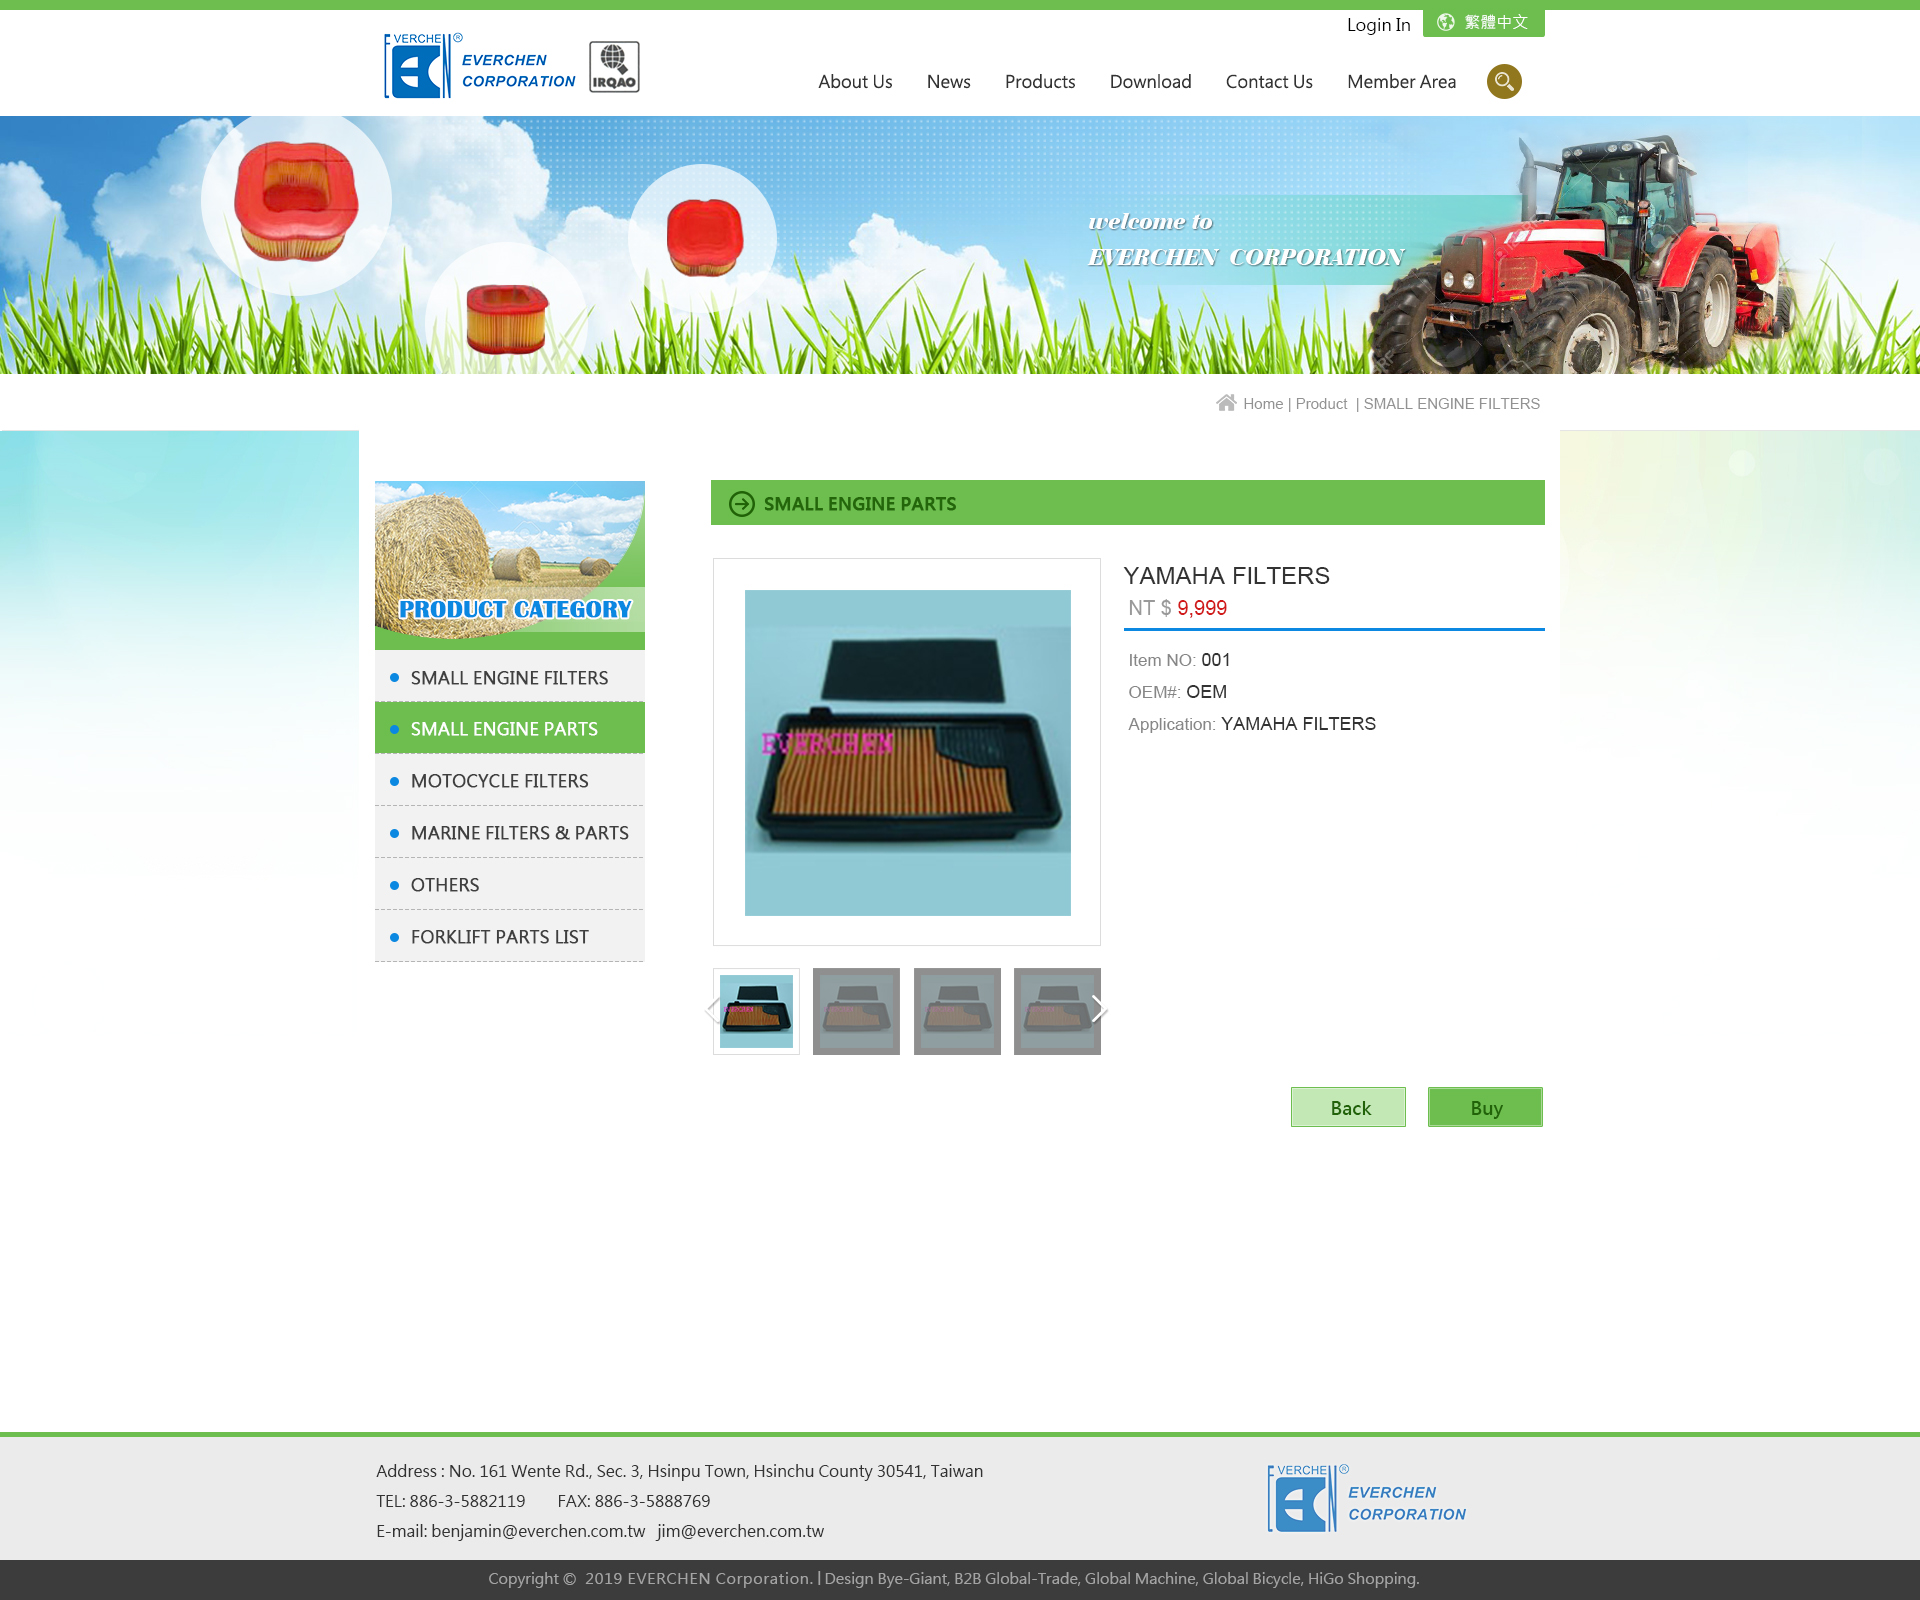 Login In
繁體中文
VERCHEN®
EVERCHEN
CORPORATION
IRQAO
About Us
News
Products
Download
Contact Us
Member Area
welcome to
EVERCHEN CORPORATION
Home | Product | SMALL ENGINE FILTERS
PRODUCT CATEGORY
SMALL ENGINE FILTERS
SMALL ENGINE PARTS
MOTOCYCLE FILTERS
MARINE FILTERS & PARTS
OTHERS
FORKLIFT PARTS LIST
SMALL ENGINE PARTS
EVERCHEN
YAMAHA FILTERS
NT $ 9,999
Item NO: 001
OEM#: OEM
Application: YAMAHA FILTERS
Back
Buy
Address : No. 161 Wente Rd., Sec. 3, Hsinpu Town, Hsinchu County 30541, Taiwan
TEL: 886-3-5882119 FAX: 886-3-5888769
E-mail: benjamin@everchen.com.tw jim@everchen.com.tw
VERCHEN®
EVERCHEN
CORPORATION
Copyright © 2019 EVERCHEN Corporation. | Design Bye-Giant, B2B Global-Trade, Global Machine, Global Bicycle, HiGo Shopping.